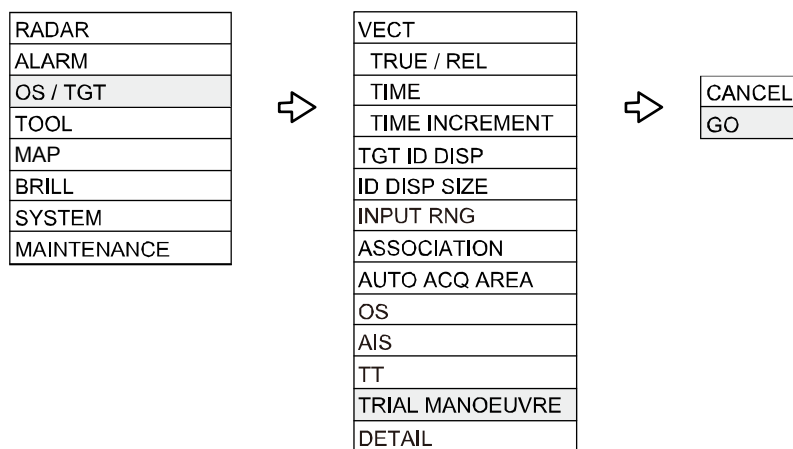 RADAR
ALARM
OS / TGT
TOOL
MAP
BRILL
SYSTEM
MAINTENANCE
VECT
TRUE / REL
TIME
TIME INCREMENT
TGT ID DISP
ID DISP SIZE
INPUT RNG
ASSOCIATION
AUTO ACQ AREA
OS
AIS
TT
TRIAL MANOEUVRE
DETAIL
CANCEL
GO